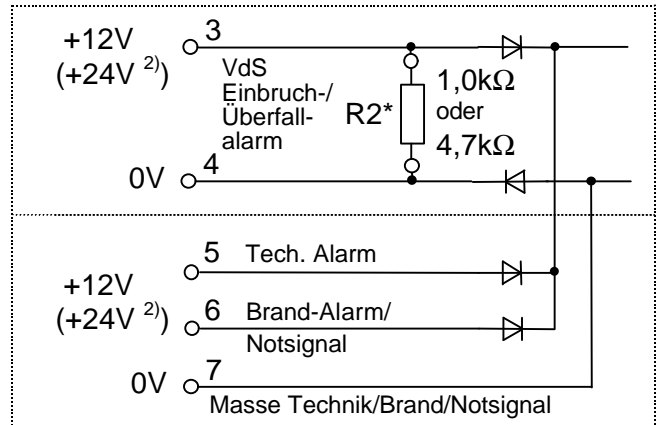 +12V
(+24V 2))
3
VdS
Einbruch-/
Überfall-
alarm
R2*
1,0kΩ
oder
4,7kΩ
0V
4
+12V
(+24V 2))
5 Tech. Alarm
6 Brand-Alarm/
Notsignal
0V
7
Masse Technik/Brand/Notsignal